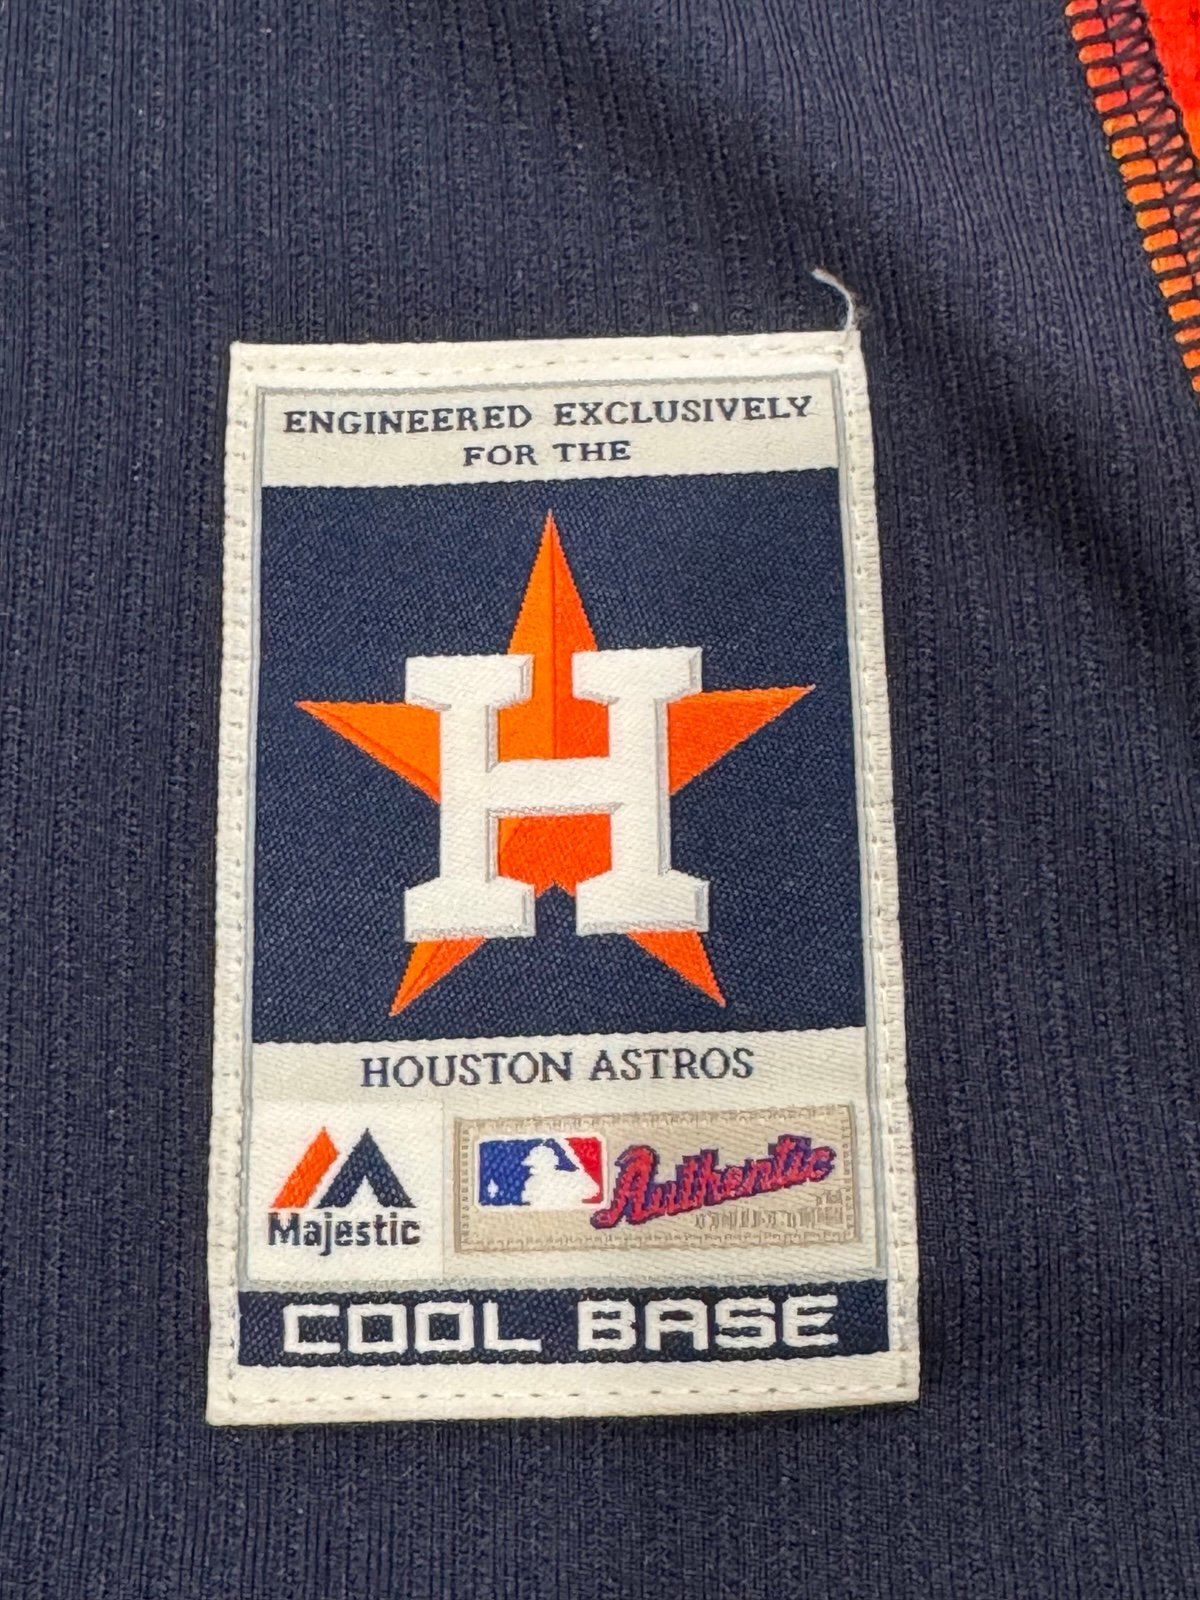 ENGINEERED EXCLUSIVELY
FOR THE
H
HOUSTON ASTROS
Majestic
Authentic
COOL BASE